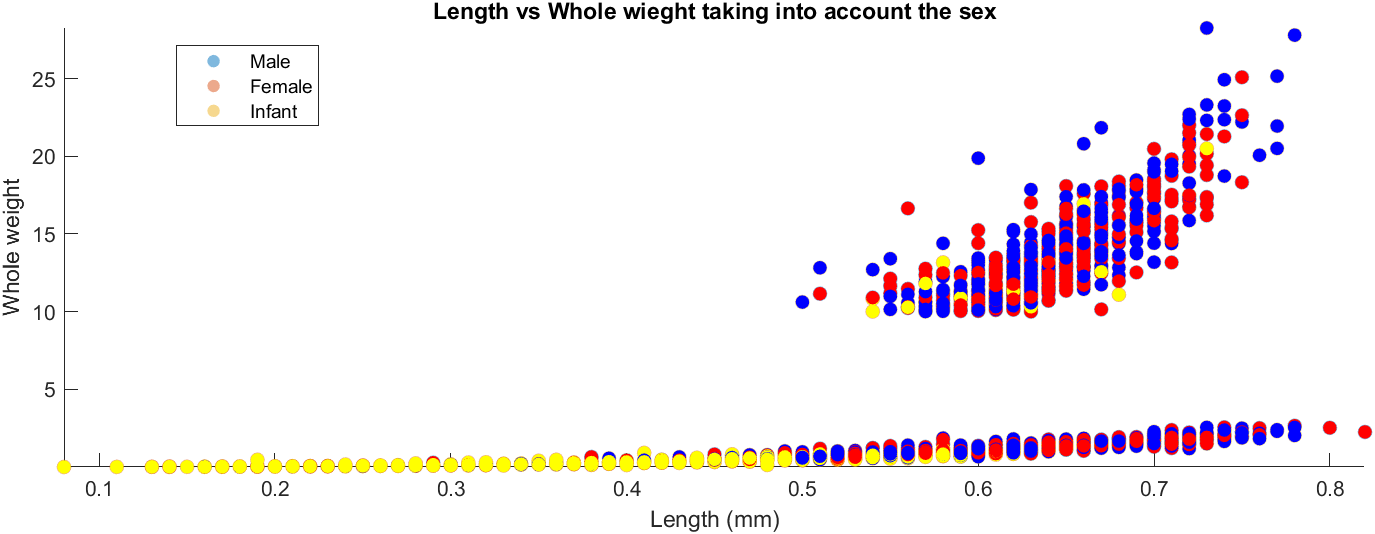 Length vs Whole wieght taking into account the sex
Male
Female
Infant
25
20
15
10
5
Whole weight
0.1 0.2 0.3 0.4 0.5 0.6 0.7 0.8
Length (mm)